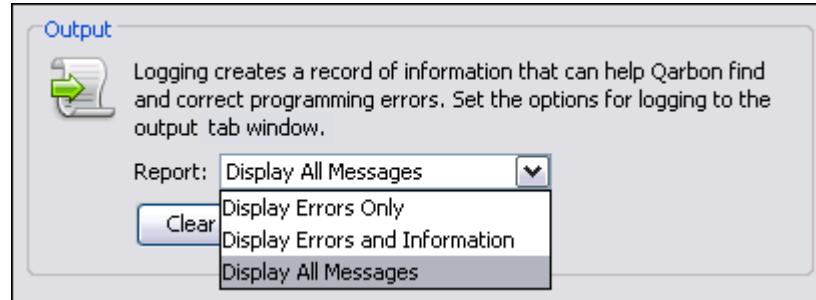 Output
Logging creates a record of information that can help Qarbon find
and correct programming errors. Set the options for logging to the
output tab window.
Report: Display All Messages
Clear
Display Errors Only
Display Errors and Information
Display All Messages